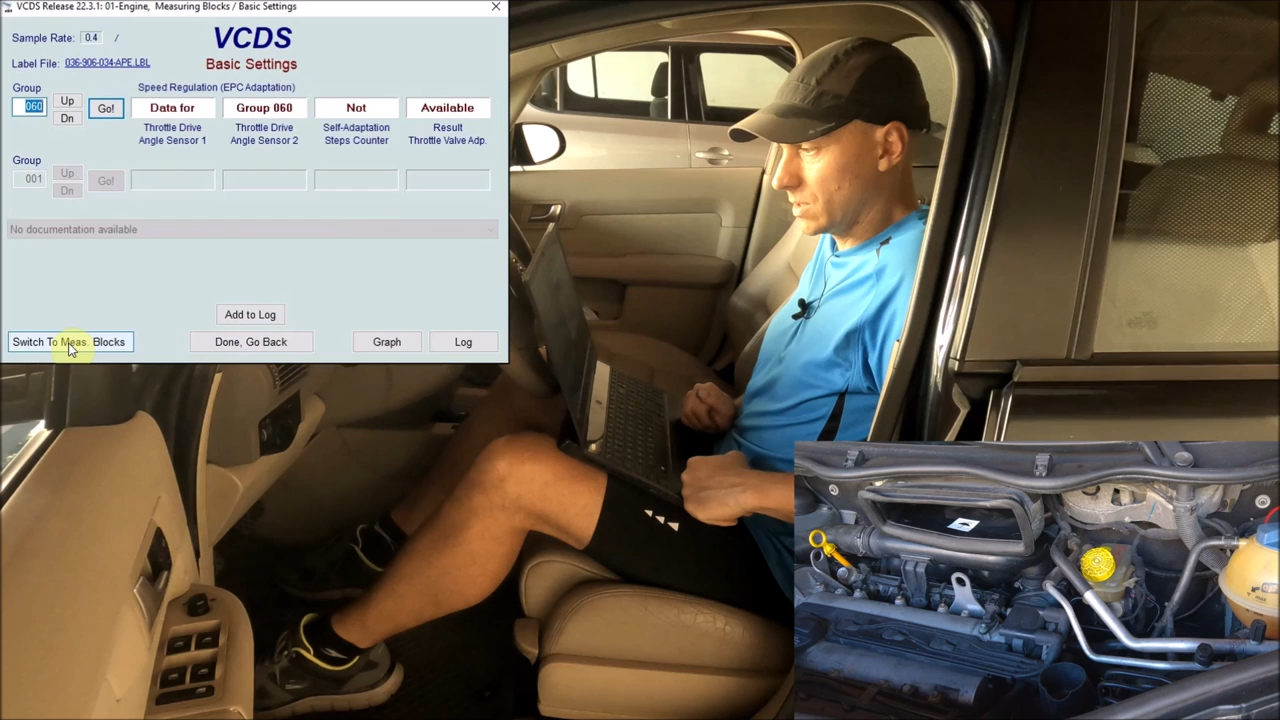 VCDS Release 22.3.1: 01-Engine, Measuring Blocks / Basic Settings
Sample Rate: 0.4 /
VCDS
Label File: 036-906-034-APE.LBL
Basic Settings
Group
Speed Regulation (EPC Adaptation)
060 Up Dn Go! Data for Group 060 Not Available
Throttle Drive Angle Sensor 1
Throttle Drive Angle Sensor 2
Self-Adaptation Steps Counter
Result Throttle Valve Adp.
Group
001 Up Dn Go!
No documentation available
Add to Log
Switch To Meas. Blocks Done, Go Back Graph Log